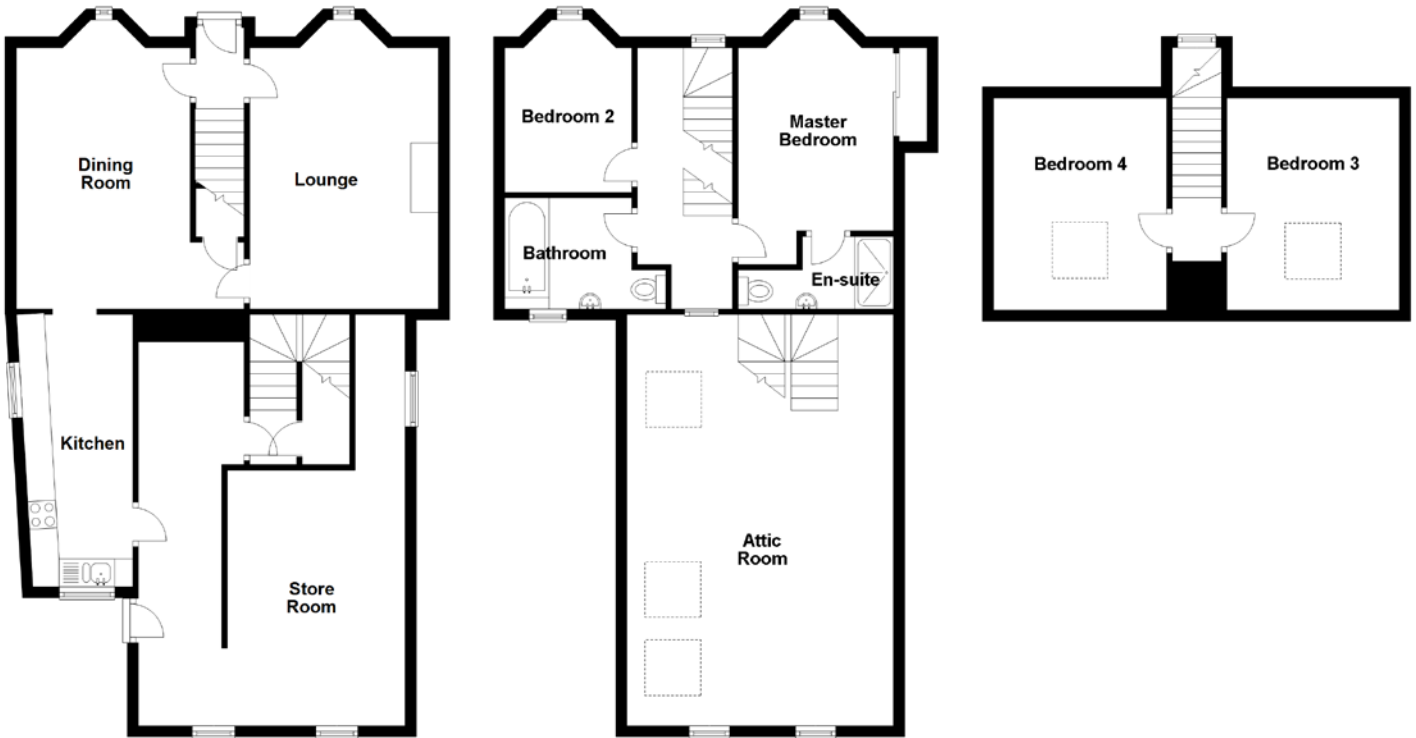 Dining
Room
Lounge
Kitchen
Store
Room
Bedroom 2
Master
Bedroom
Bathroom
En-suite
Attic
Room
Bedroom 4
Bedroom 3